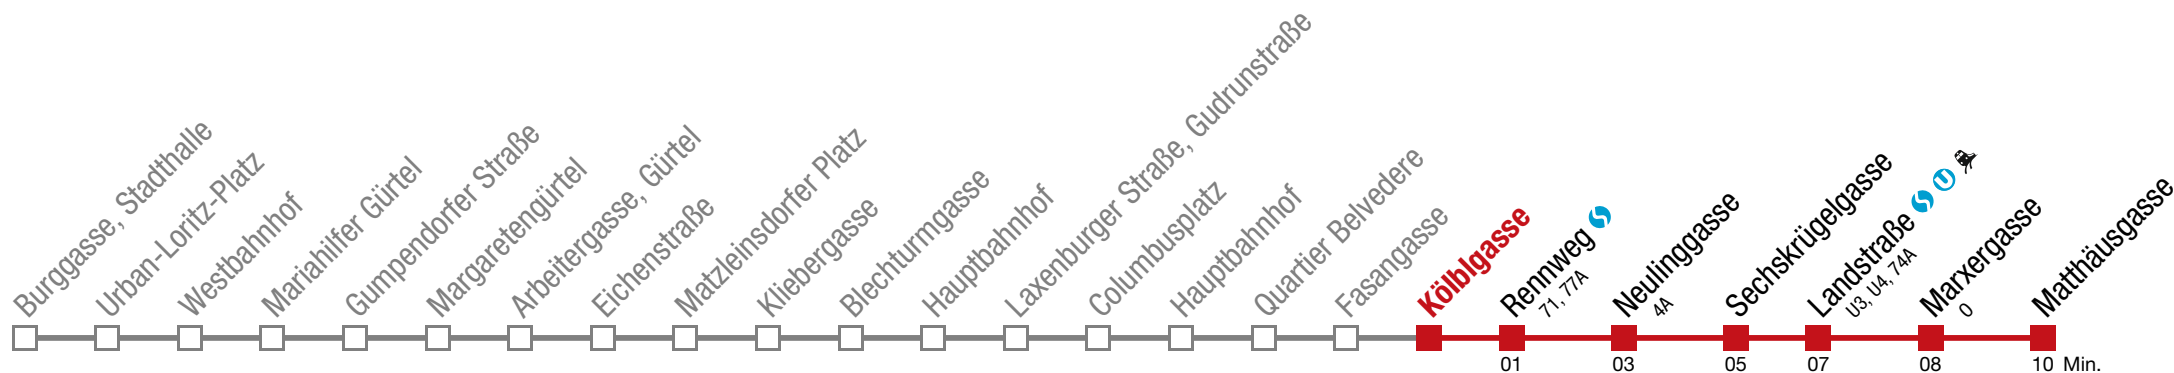 Burggasse, Stadthalle
Urban-Loritz-Platz
Westbahnhof
Mariahilfer Gürtel
Gumpendorfer Straße
Margaretengürtel
Arbeitergasse, Gürtel
Eichenstraße
Matzleinsdorfer Platz
Kliebergasse
Blechturmgasse
Hauptbahnhof
Laxenburger Straße, Gudrunstraße
Columbusplatz
Hauptbahnhof
Quartier Belvedere
Fasangasse
Kölblgasse
Rennweg S
71, 77A
Neulinggasse
4A
Sechskrügelgasse
Landstraße S U
U3, U4, 74A
Marxergasse
O
Matthäusgasse
01 03 05 07 08 10 Min.